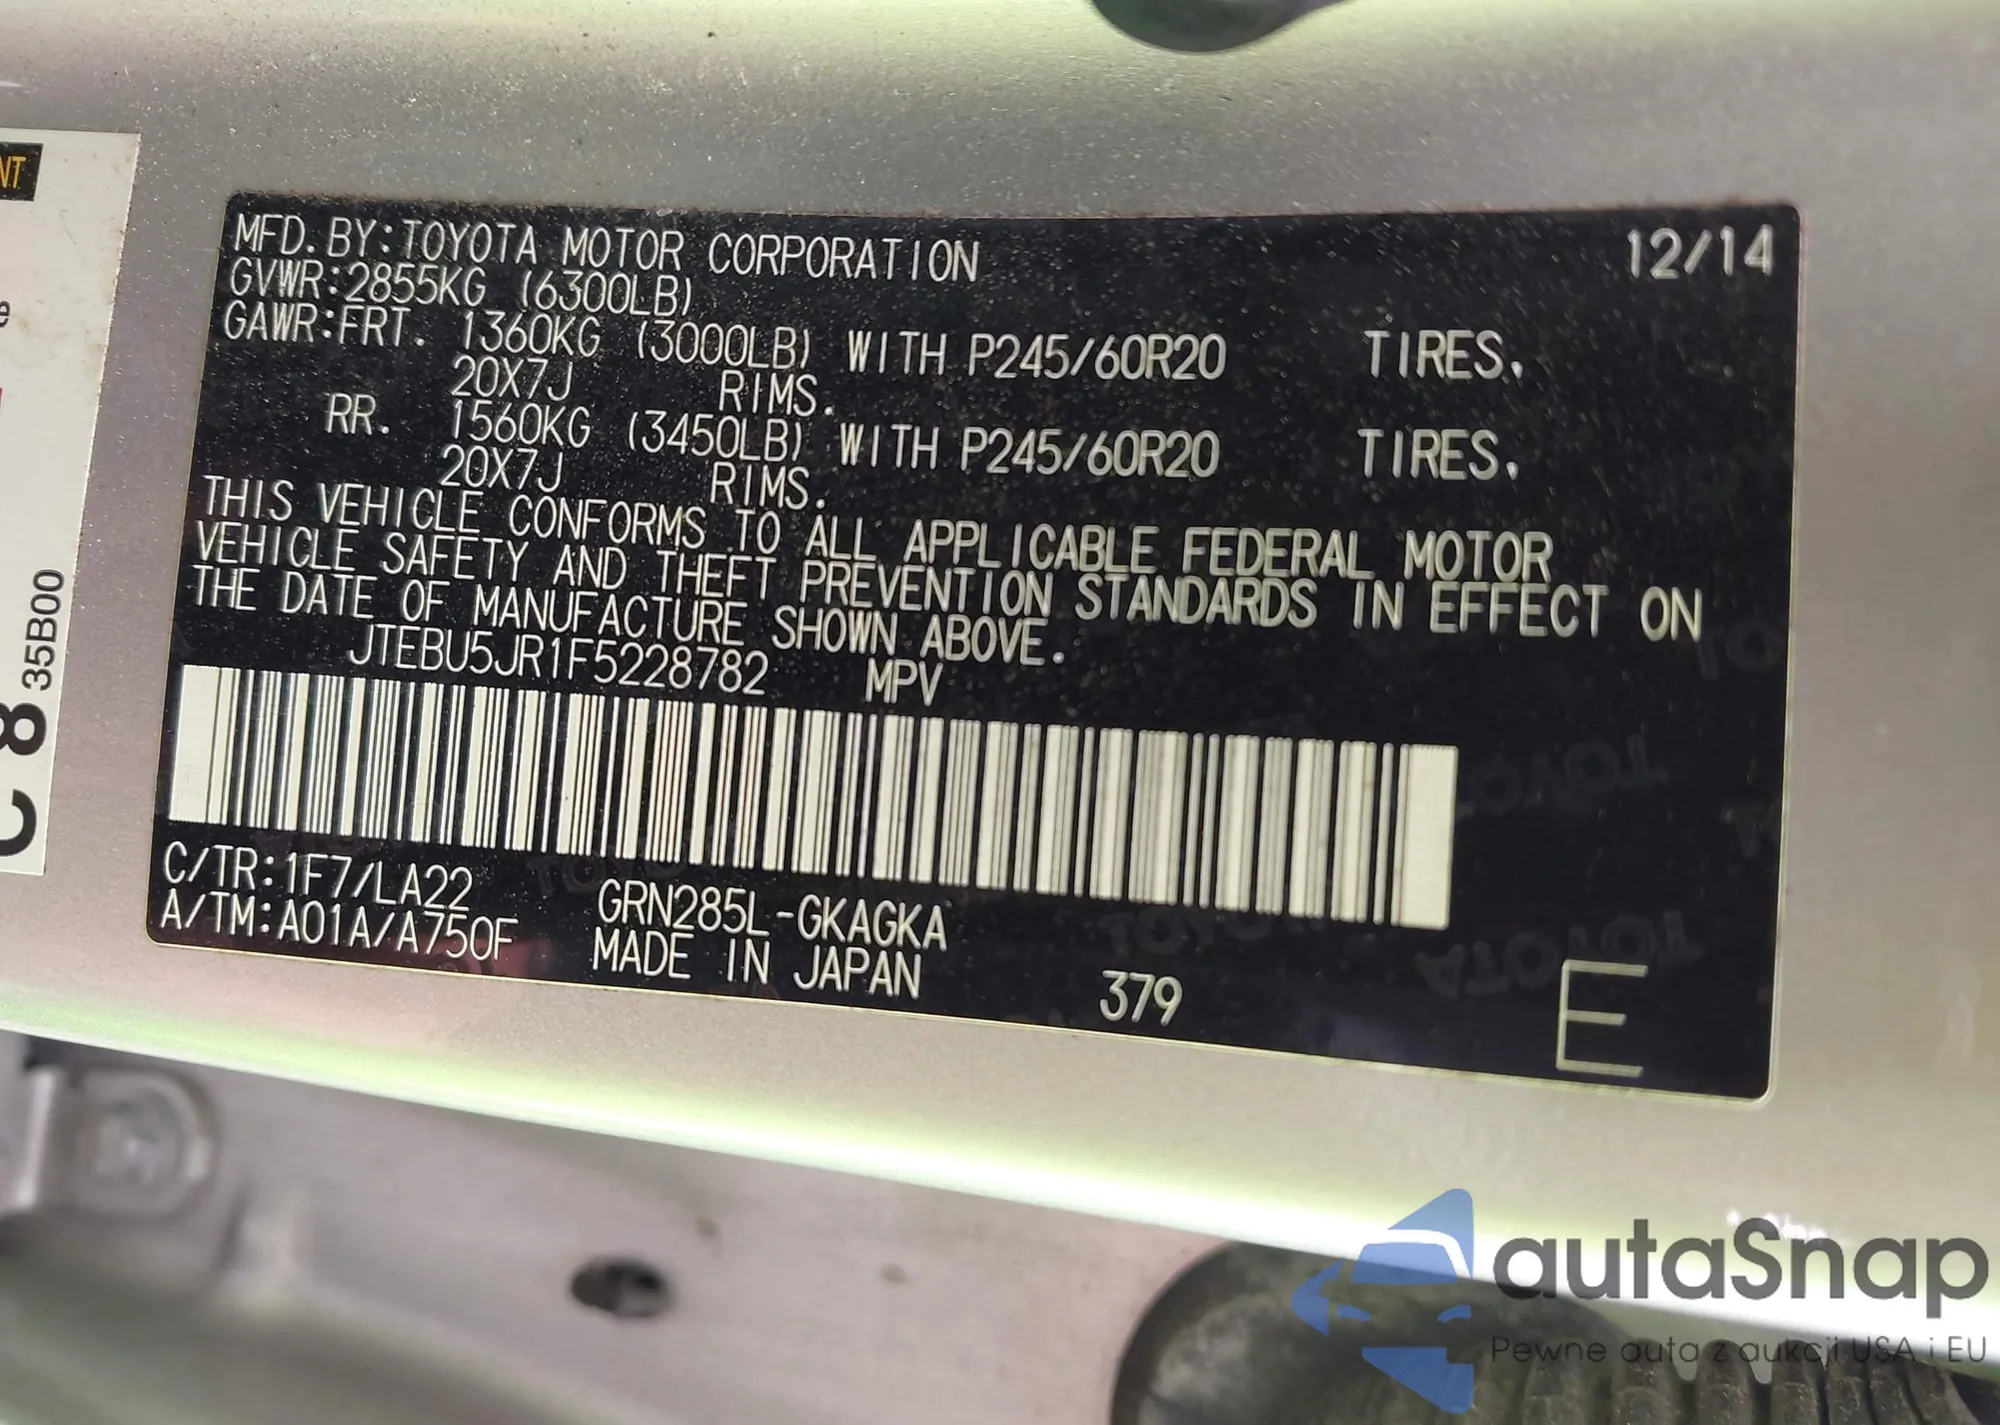 MFD. BY: TOYOTA MOTOR CORPORATION 12/14
GVWR: 2855KG (6300LB)
GAWR: FRT. 1360KG (3000LB) WITH P245/60R20 TIRES.
20X7J RIMS.
RR. 1560KG (3450LB) WITH P245/60R20 TIRES.
20X7J RIMS.
THIS VEHICLE CONFORMS TO ALL APPLICABLE FEDERAL MOTOR
VEHICLE SAFETY AND THEFT PREVENTION STANDARDS IN EFFECT ON
THE DATE OF MANUFACTURE SHOWN ABOVE.
JTEBU5JR1F5228782 MPV
C/TR: 1F7/LA22 GRN285L-GKAGKA
A/TM: A01A/A750F MADE IN JAPAN 379 E
NT
e
C 8 35B00
autaSnap
Pewne auta z aukcji USA i EU